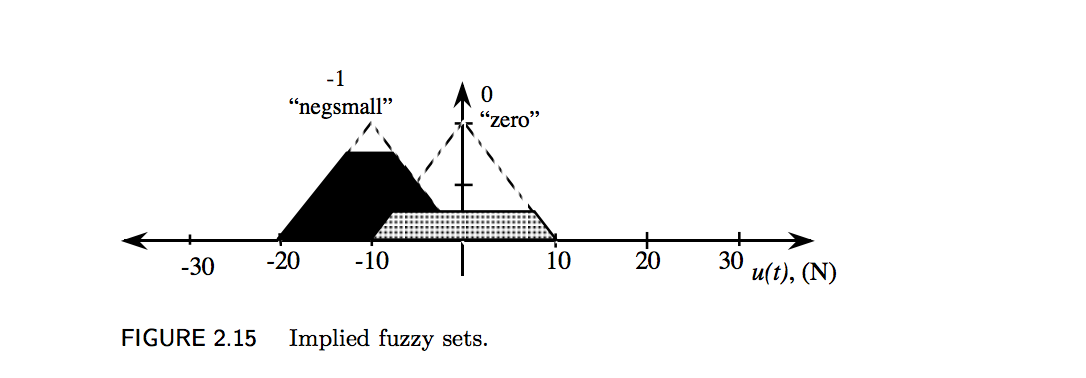 -1
“negsmall”
0
“zero”
-30 -20 -10 10 20 30 u(t), (N)
FIGURE 2.15 Implied fuzzy sets.